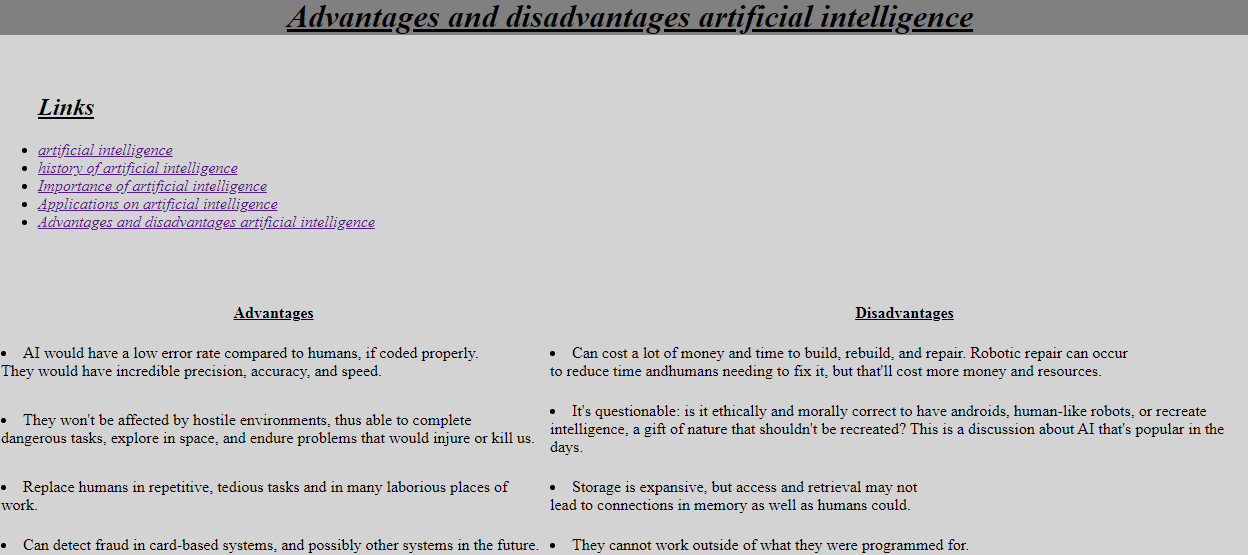 Advantages and disadvantages artificial intelligence
Links
artificial intelligence
history of artificial intelligence
Importance of artificial intelligence
Applications on artificial intelligence
Advantages and disadvantages artificial intelligence
Advantages
AI would have a low error rate compared to humans, if coded properly.
They would have incredible precision, accuracy, and speed.
They won't be affected by hostile environments, thus able to complete
dangerous tasks, explore in space, and endure problems that would injure or kill us.
Replace humans in repetitive, tedious tasks and in many laborious places of
work.
Can detect fraud in card-based systems, and possibly other systems in the future.
Disadvantages
Can cost a lot of money and time to build, rebuild, and repair. Robotic repair can occur
to reduce time andhumans needing to fix it, but that'll cost more money and resources.
It's questionable: is it ethically and morally correct to have androids, human-like robots, or recreate
intelligence, a gift of nature that shouldn't be recreated? This is a discussion about AI that's popular in the
days.
Storage is expansive, but access and retrieval may not
lead to connections in memory as well as humans could.
They cannot work outside of what they were programmed for.